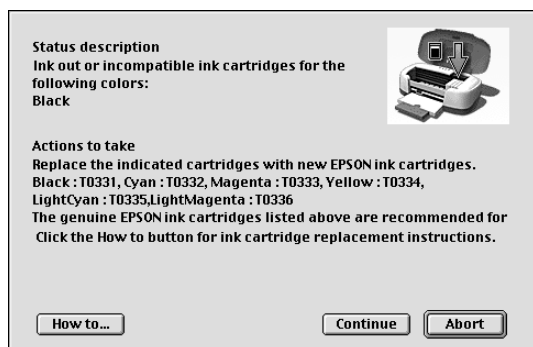 Status description
Ink out or incompatible ink cartridges for the
following colors:
Black
Actions to take
Replace the indicated cartridges with new EPSON ink cartridges.
Black : T0331, Cyan : T0332, Magenta : T0333, Yellow : T0334,
LightCyan : T0335,LightMagenta : T0336
The genuine EPSON ink cartridges listed above are recommended for
Click the How to button for ink cartridge replacement instructions.
How to...
Continue
Abort